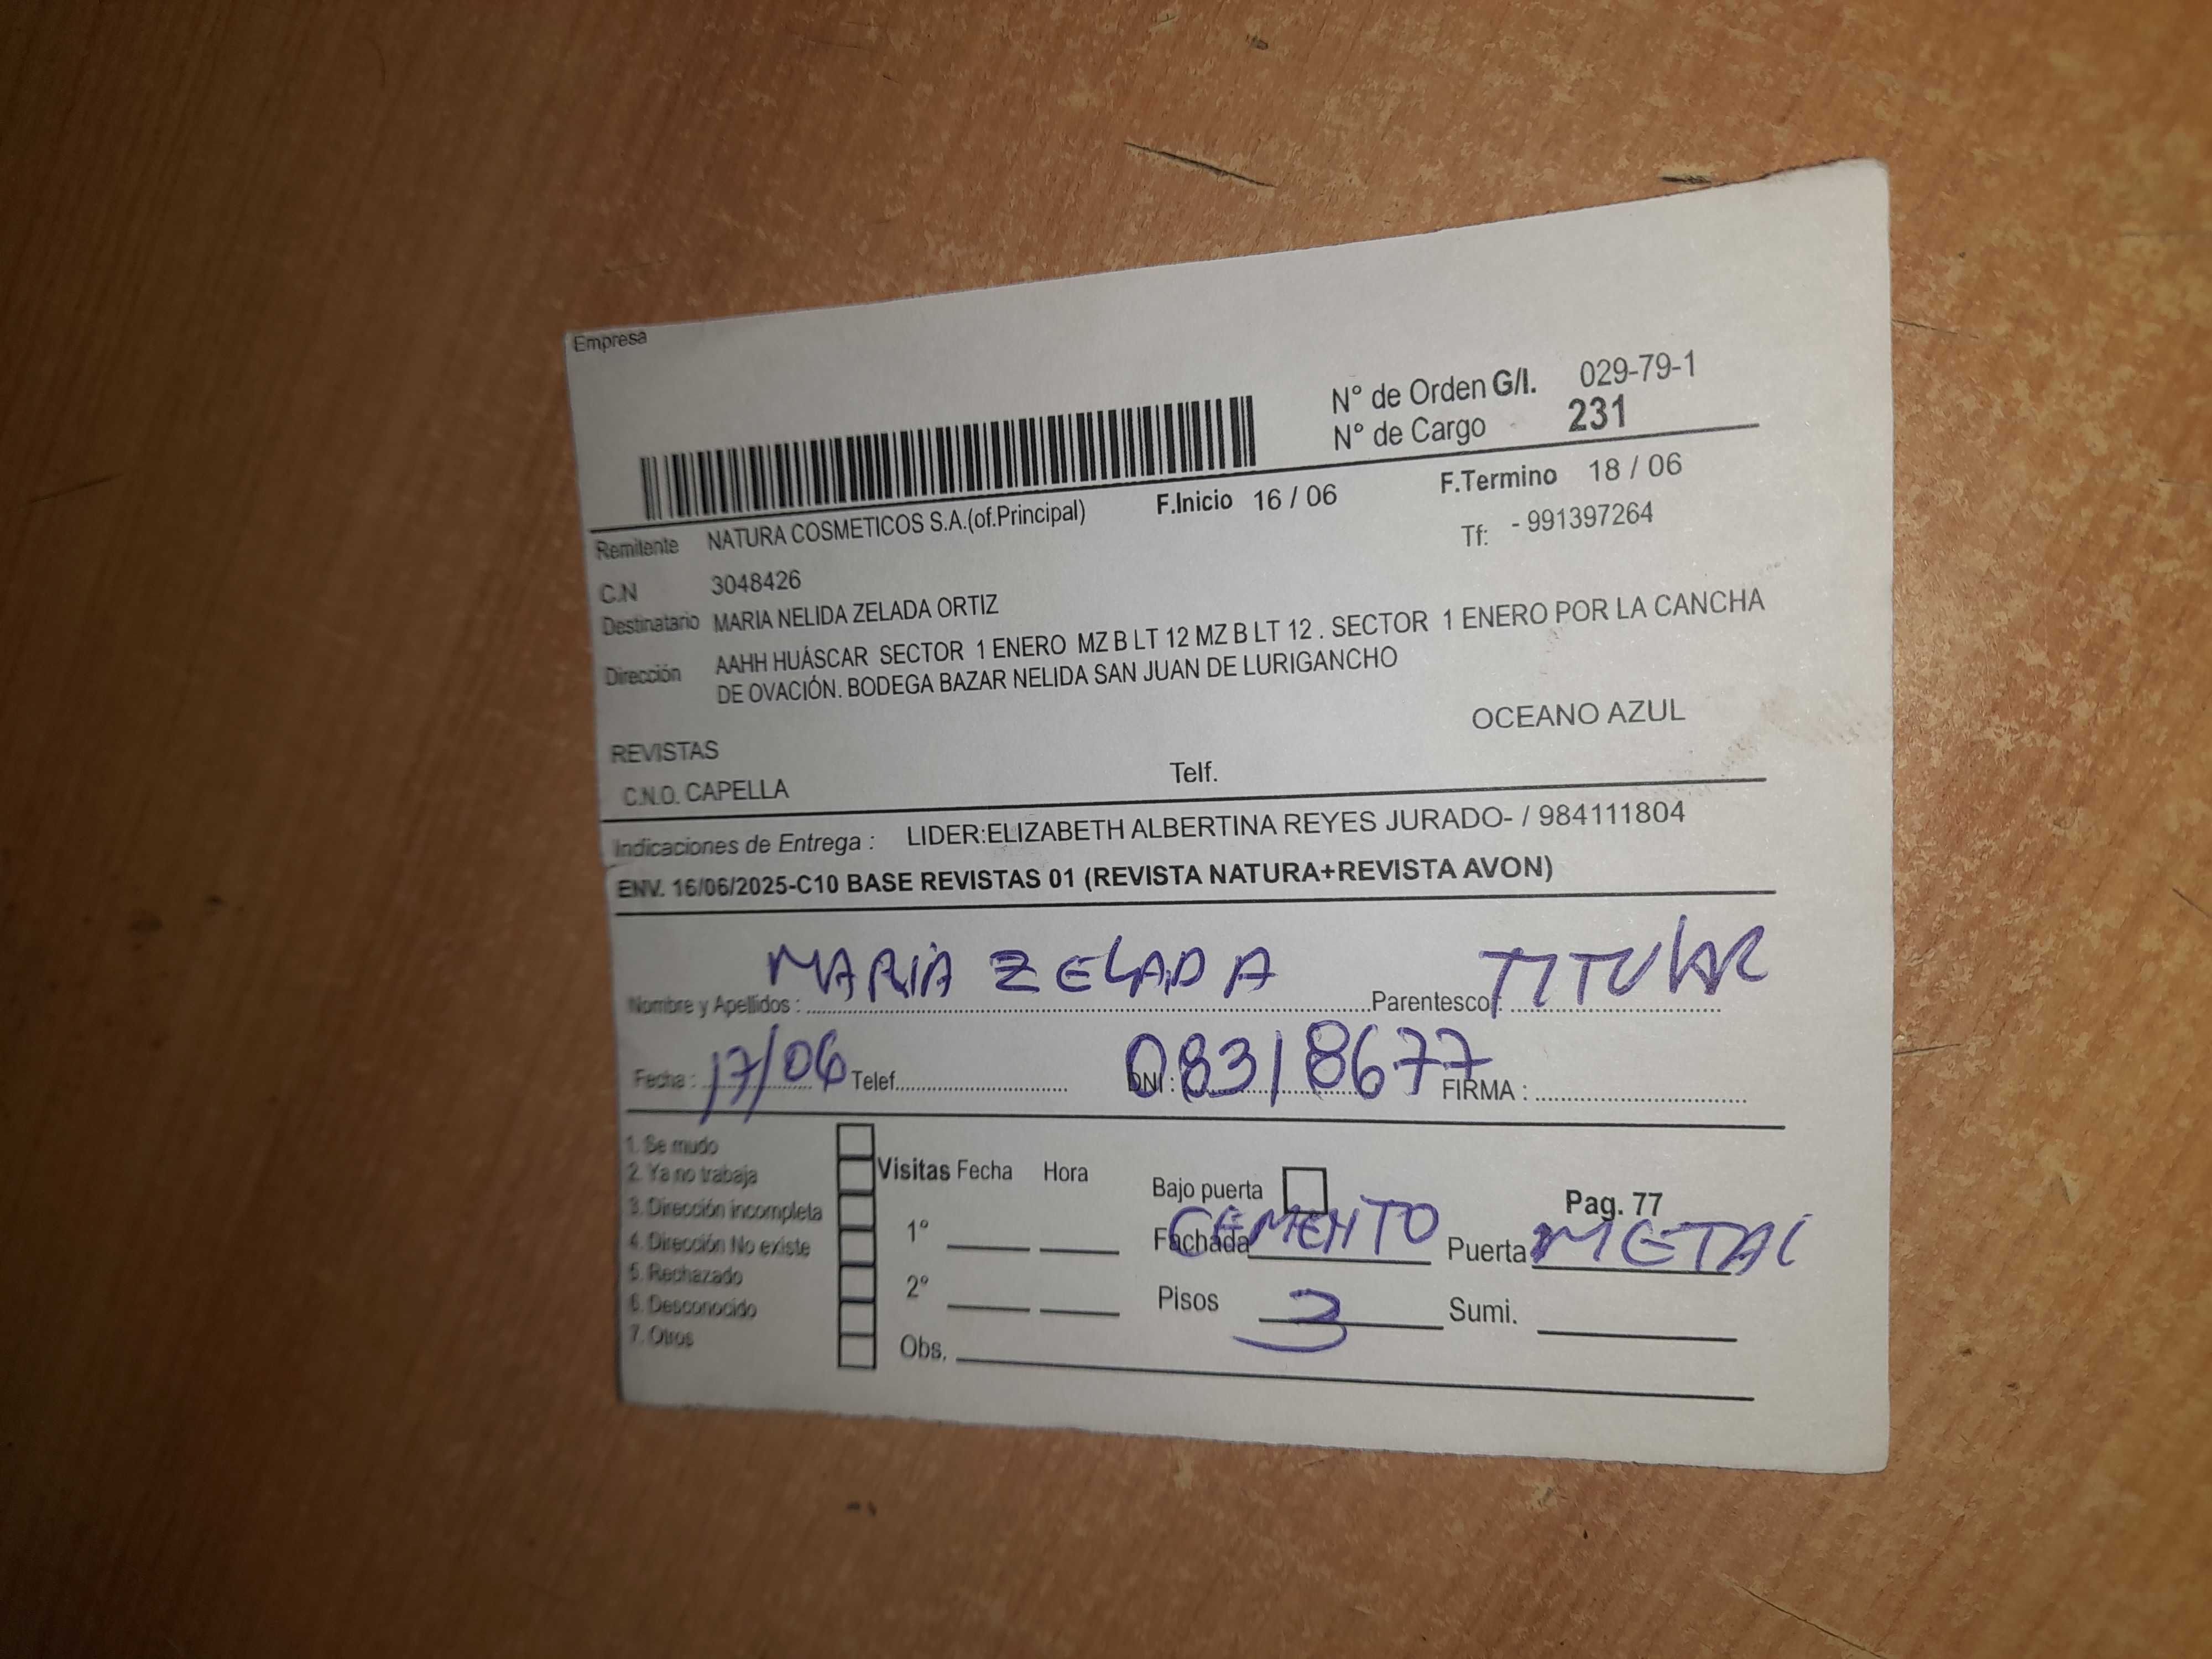 Empresa
N° de Orden G/I. 029-79-1
N° de Cargo 231
F.Inicio 16 / 06 F.Termino 18 / 06
Remitente NATURA COSMETICOS S.A.(of.Principal) Tf: - 991397264
C.N 3048426
Destinatario MARIA NELIDA ZELADA ORTIZ
Dirección AAHH HUÁSCAR SECTOR 1 ENERO MZ B LT 12 MZ B LT 12 . SECTOR 1 ENERO POR LA CANCHA
DE OVACIÓN. BODEGA BAZAR NELIDA SAN JUAN DE LURIGANCHO
OCEANO AZUL
REVISTAS
C.N.O. CAPELLA Telf.
Indicaciones de Entrega : LIDER:ELIZABETH ALBERTINA REYES JURADO- / 984111804
ENV. 16/06/2025-C10 BASE REVISTAS 01 (REVISTA NATURA+REVISTA AVON)
Nombre y Apellidos : MARIA ZELADA Parentesco : TITULAR
Fecha : 17/06 Telef. DNI : 08318677 FIRMA :
1. Se mudo
2. Ya no trabaja
3. Dirección incompleta
4. Dirección No existe
5. Rechazado
6. Desconocido
7. Otros
Visitas Fecha Hora
1°
2°
Obs.
Bajo puerta Pag. 77
Fachada CEMENTO Puerta METAL
Pisos 3 Sumi.